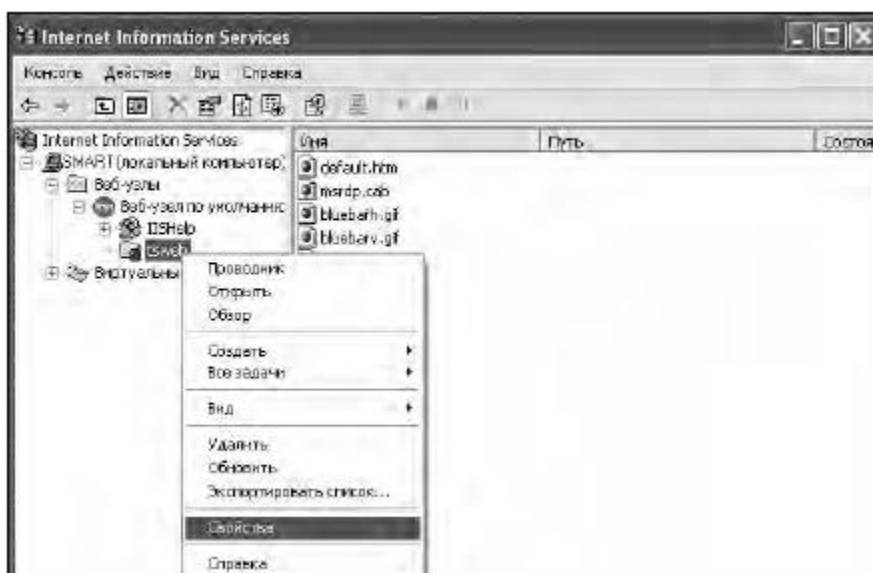 Internet Information Services
Консоль Действие Вид Справка
Internet Information Services
SMART (локальный компьютер)
Веб-узлы
Веб-узел по умолчанию
IISHelp
tsweb
Виртуальны
Имя Путь Состоя
default.htm
msrdp.cab
bluebarh.gif
bluebarv.gif
Проводник
Открыть
Обзор
Создать
Все задачи
Вид
Удалить
Обновить
Экспортировать список...
Свойства
Справка